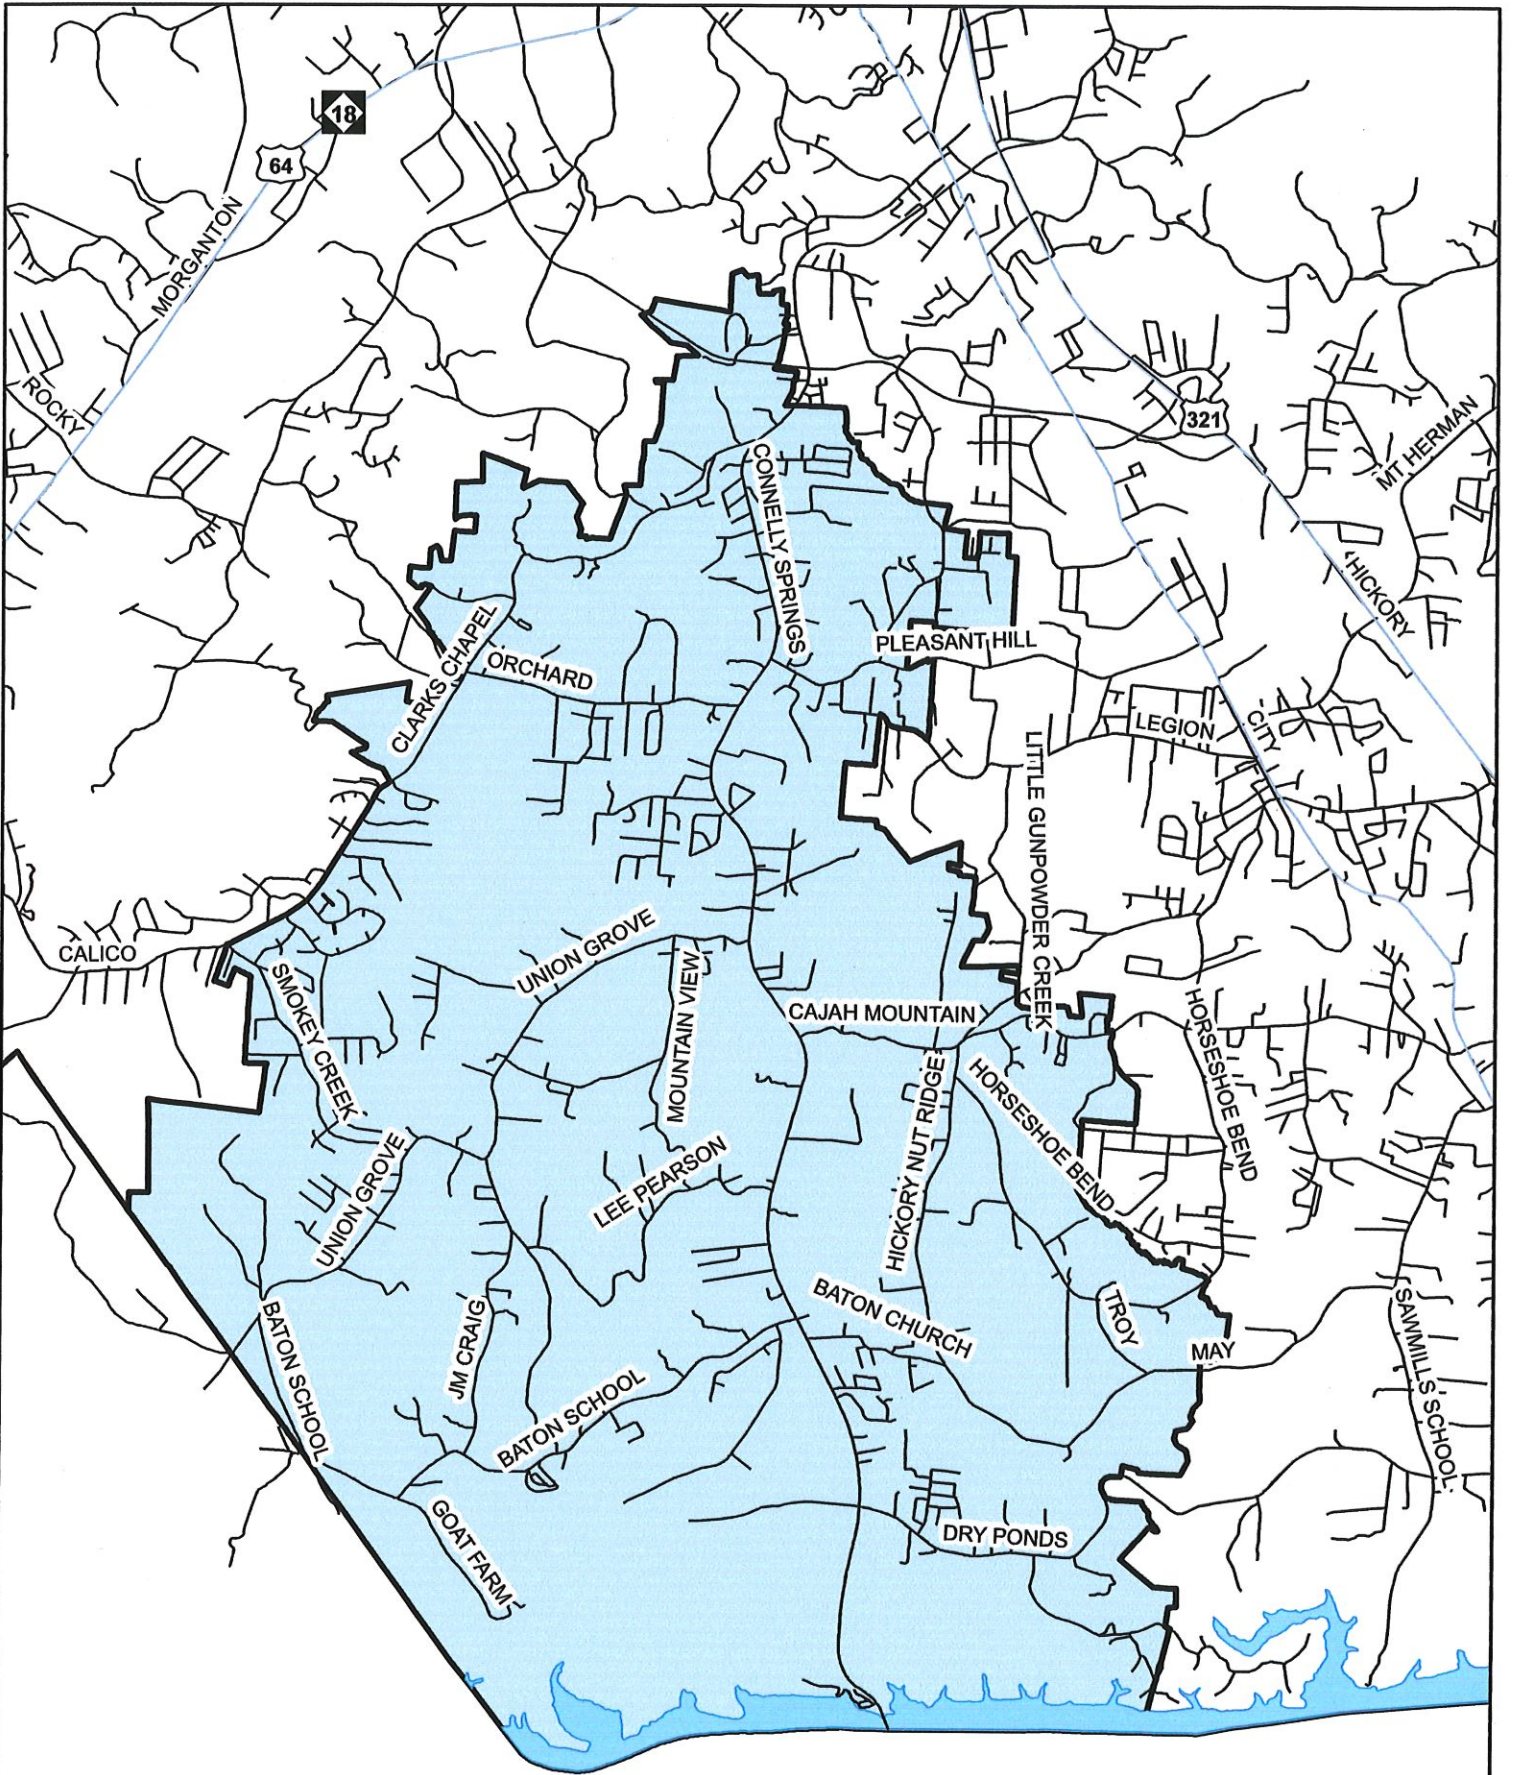 18
64
MORGANTON
ROCKY
321
MT HERMAN
CONNELLY SPRINGS
HICKORY
CLARKS CHAPEL
ORCHARD
PLEASANT HILL
LEGION
CITY
LITTLE GUNPOWDER CREEK
UNION GROVE
CALICO
SMOKEY CREEK
MOUNTAIN VIEW
CAJAH MOUNTAIN
HORSESHOE BEND
HICKORY NUT RIDGE
HORSESHOE BEND
UNION GROVE
LEE PEARSON
BATON SCHOOL
JM CRAIG
BATON CHURCH
TROY
MAY
SAWMILLS SCHOOL
BATON SCHOOL
GOAT FARM
DRY PONDS